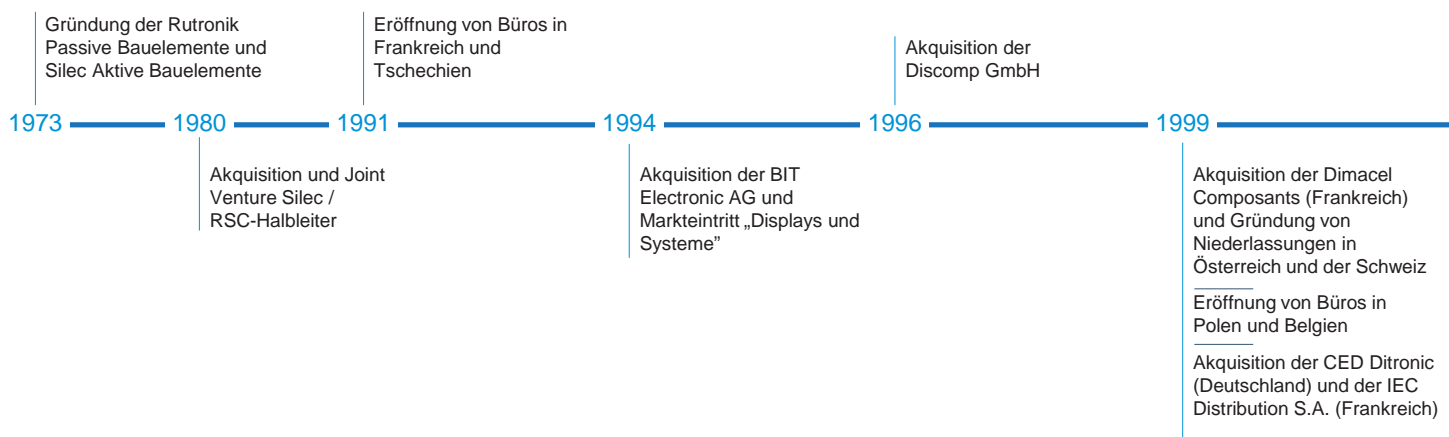 Gründung der Rutronik
Passive Bauelemente und
Silec Aktive Bauelemente
Eröffnung von Büros in
Frankreich und
Tschechien
Akquisition der
Discomp GmbH
1973
1980
1991
1994
1996
1999
Akquisition und Joint
Venture Silec /
RSC-Halbleiter
Akquisition der BIT
Electronic AG und
Markteintritt „Displays und
Systeme”
Akquisition der Dimacel
Composants (Frankreich)
und Gründung von
Niederlassungen in
Österreich und der Schweiz
Eröffnung von Büros in
Polen und Belgien
Akquisition der CED Ditronic
(Deutschland) und der IEC
Distribution S.A. (Frankreich)